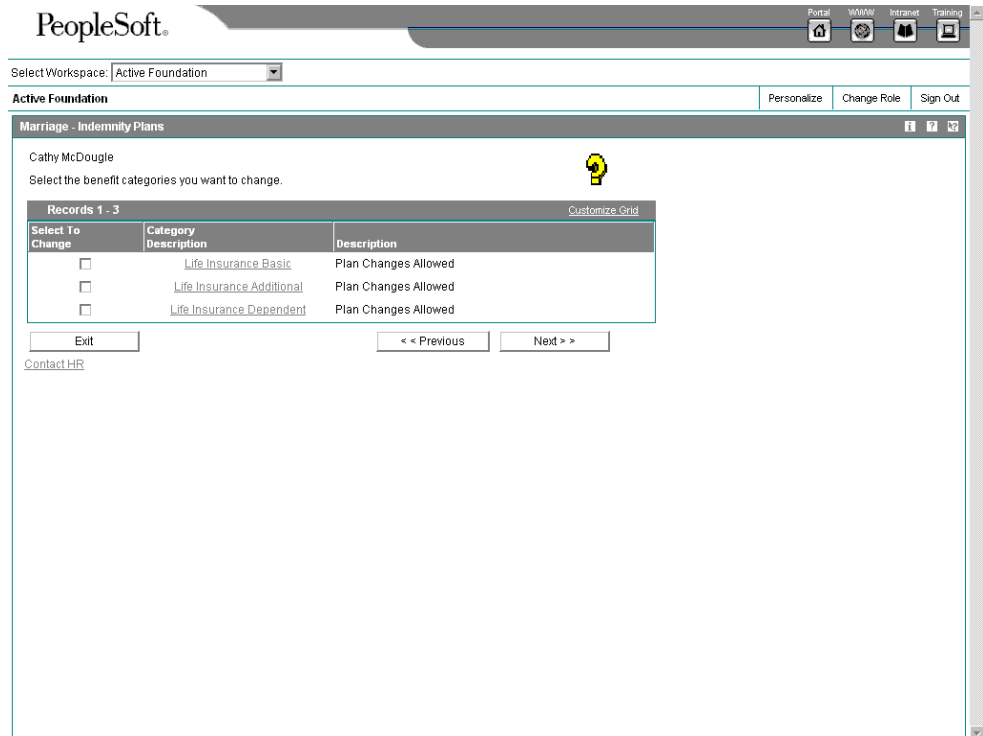 Portal WWW Intranet Training
PeopleSoft®
Select Workspace: Active Foundation
Active Foundation Personalize Change Role Sign Out
Marriage - Indemnity Plans i ? ?
Cathy McDougle
Select the benefit categories you want to change.
Records 1 - 3 Customize Grid
Select To Change Category Description Description
Life Insurance Basic Plan Changes Allowed
Life Insurance Additional Plan Changes Allowed
Life Insurance Dependent Plan Changes Allowed
Exit < < Previous Next > >
Contact HR